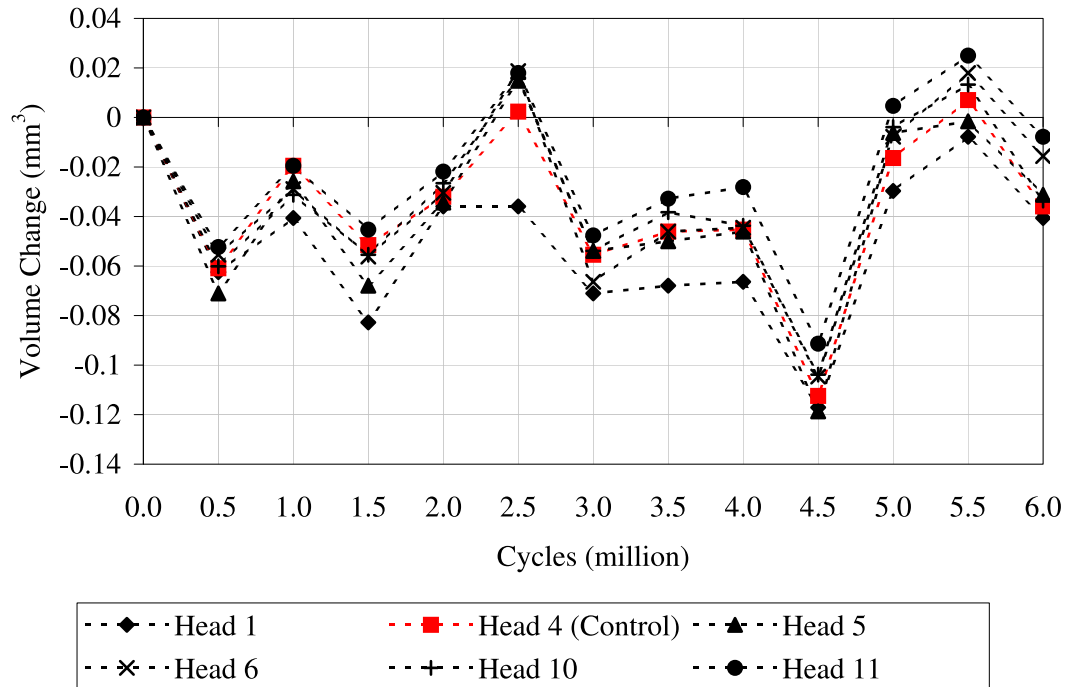 0.04
0.02
0
-0.02
-0.04
-0.06
-0.08
-0.1
-0.12
-0.14
Volume Change (mm³)
0.0 0.5 1.0 1.5 2.0 2.5 3.0 3.5 4.0 4.5 5.0 5.5 6.0
Cycles (million)
Head 1 Head 4 (Control) Head 5
Head 6 Head 10 Head 11